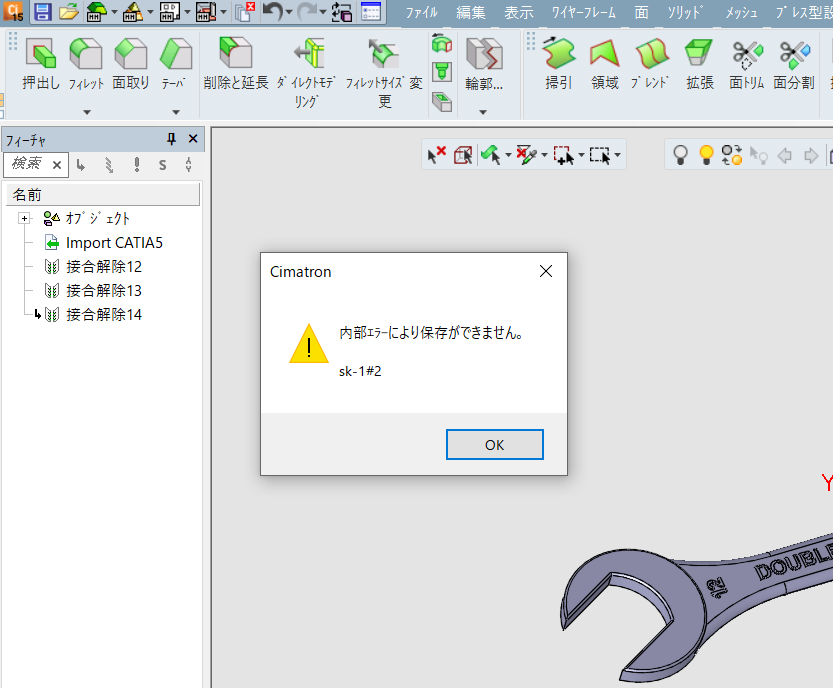 15
ファイル 編集 表示 ワイヤーフレーム 面 ソリッド メッシュ
押出し フィレット 面取り テーパ 削除と延長 ダイレクトモデリング フィレットサイズ変更 輪郭... 掃引 領域 ブレンド 拡張 面トリム 面分割
フィーチャ
検索
S
名前
オブジェクト
Import CATIA5
接合解除12
接合解除13
接合解除14
Cimatron
内部エラーにより保存ができません。
sk-1#2
OK
Y
12